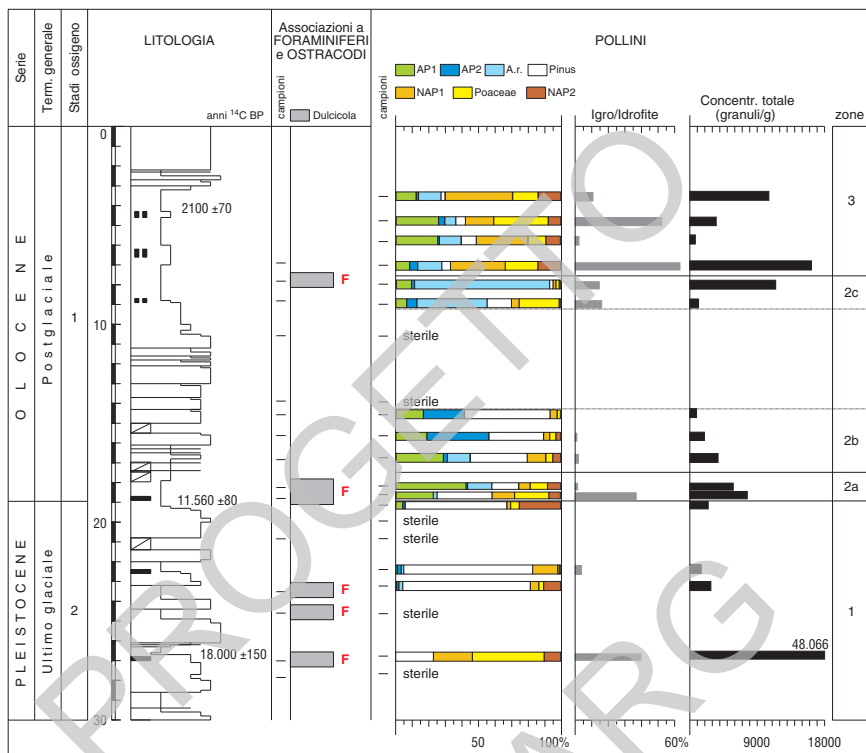 Serie
Term. generale
Stadi ossigeno
LITOLOGIA
anni 14C BP
Associazioni a
FORAMINIFERI
e OSTRACODI
campioni
Dulcicola
campioni
POLLINI
AP1 AP2 A.r. Pinus
NAP1 Poaceae NAP2
Igro/Idrofite
Concentr. totale
(granuli/g)
zone
OLOCENE
Postglaciale
1
PLEISTOCENE
Ultimo glaciale
2
0
2100 ±70
3
F
2c
10
sterile
sterile
2b
11.560 ±80
F
2a
20
sterile
sterile
F
F
sterile
1
18.000 ±150
F
48.066
sterile
30
50 100% 60% 9000 18000
PROGETTO
CARG